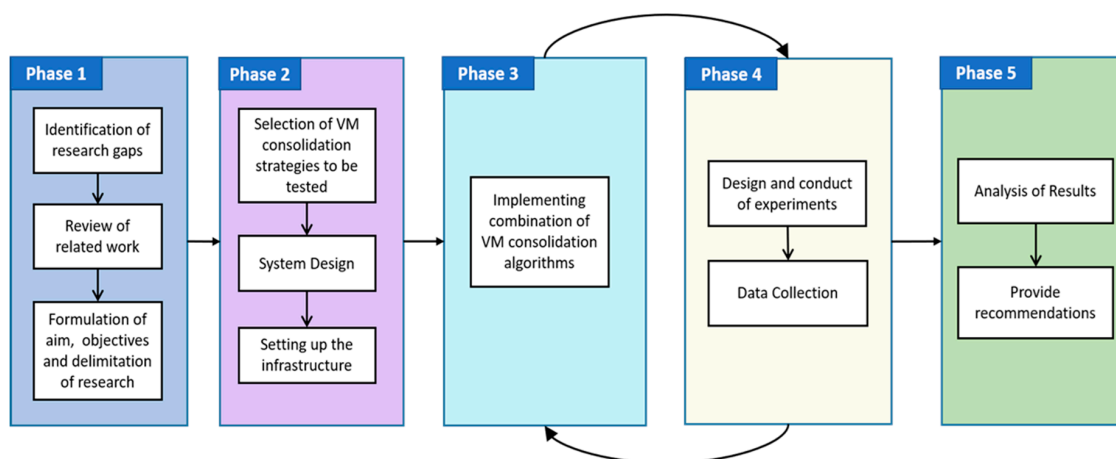 Phase 1
Identification of
research gaps
Review of
related work
Formulation of
aim, objectives
and delimitation
of research
Phase 2
Selection of VM
consolidation
strategies to be
tested
System Design
Setting up the
infrastructure
Phase 3
Implementing
combination of
VM consolidation
algorithms
Phase 4
Design and conduct
of experiments
Data Collection
Phase 5
Analysis of Results
Provide
recommendations